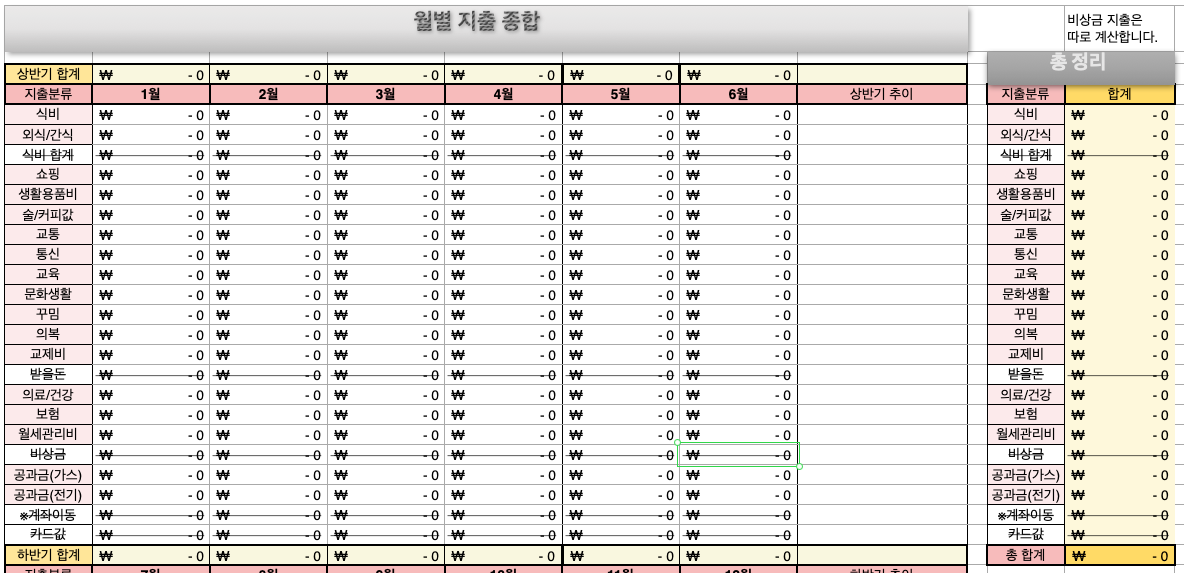 월별 지출 종합
비상금 지출은
따로 계산합니다.
총 정리
상반기 합계 ₩ - 0 ₩ - 0 ₩ - 0 ₩ - 0 ₩ - 0 ₩ - 0
지출분류 1월 2월 3월 4월 5월 6월 상반기 추이 지출분류 합계
식비 ₩ - 0 ₩ - 0 ₩ - 0 ₩ - 0 ₩ - 0 ₩ - 0 식비 ₩ - 0
외식/간식 ₩ - 0 ₩ - 0 ₩ - 0 ₩ - 0 ₩ - 0 ₩ - 0 외식/간식 ₩ - 0
식비 합계 ₩ - 0 ₩ - 0 ₩ - 0 ₩ - 0 ₩ - 0 ₩ - 0 식비 합계 ₩ - 0
쇼핑 ₩ - 0 ₩ - 0 ₩ - 0 ₩ - 0 ₩ - 0 ₩ - 0 쇼핑 ₩ - 0
생활용품비 ₩ - 0 ₩ - 0 ₩ - 0 ₩ - 0 ₩ - 0 ₩ - 0 생활용품비 ₩ - 0
술/커피값 ₩ - 0 ₩ - 0 ₩ - 0 ₩ - 0 ₩ - 0 ₩ - 0 술/커피값 ₩ - 0
교통 ₩ - 0 ₩ - 0 ₩ - 0 ₩ - 0 ₩ - 0 ₩ - 0 교통 ₩ - 0
통신 ₩ - 0 ₩ - 0 ₩ - 0 ₩ - 0 ₩ - 0 ₩ - 0 통신 ₩ - 0
교육 ₩ - 0 ₩ - 0 ₩ - 0 ₩ - 0 ₩ - 0 ₩ - 0 교육 ₩ - 0
문화생활 ₩ - 0 ₩ - 0 ₩ - 0 ₩ - 0 ₩ - 0 ₩ - 0 문화생활 ₩ - 0
꾸밈 ₩ - 0 ₩ - 0 ₩ - 0 ₩ - 0 ₩ - 0 ₩ - 0 꾸밈 ₩ - 0
의복 ₩ - 0 ₩ - 0 ₩ - 0 ₩ - 0 ₩ - 0 ₩ - 0 의복 ₩ - 0
교제비 ₩ - 0 ₩ - 0 ₩ - 0 ₩ - 0 ₩ - 0 ₩ - 0 교제비 ₩ - 0
받을돈 ₩ - 0 ₩ - 0 ₩ - 0 ₩ - 0 ₩ - 0 ₩ - 0 받을돈 ₩ - 0
의료/건강 ₩ - 0 ₩ - 0 ₩ - 0 ₩ - 0 ₩ - 0 ₩ - 0 의료/건강 ₩ - 0
보험 ₩ - 0 ₩ - 0 ₩ - 0 ₩ - 0 ₩ - 0 ₩ - 0 보험 ₩ - 0
월세관리비 ₩ - 0 ₩ - 0 ₩ - 0 ₩ - 0 ₩ - 0 ₩ - 0 월세관리비 ₩ - 0
비상금 ₩ - 0 ₩ - 0 ₩ - 0 ₩ - 0 ₩ - 0 ₩ - 0 비상금 ₩ - 0
공과금(가스) ₩ - 0 ₩ - 0 ₩ - 0 ₩ - 0 ₩ - 0 ₩ - 0 공과금(가스) ₩ - 0
공과금(전기) ₩ - 0 ₩ - 0 ₩ - 0 ₩ - 0 ₩ - 0 ₩ - 0 공과금(전기) ₩ - 0
※계좌이동 ₩ - 0 ₩ - 0 ₩ - 0 ₩ - 0 ₩ - 0 ₩ - 0 ※계좌이동 ₩ - 0
카드값 ₩ - 0 ₩ - 0 ₩ - 0 ₩ - 0 ₩ - 0 ₩ - 0 카드값 ₩ - 0
하반기 합계 ₩ - 0 ₩ - 0 ₩ - 0 ₩ - 0 ₩ - 0 ₩ - 0 총 합계 ₩ - 0